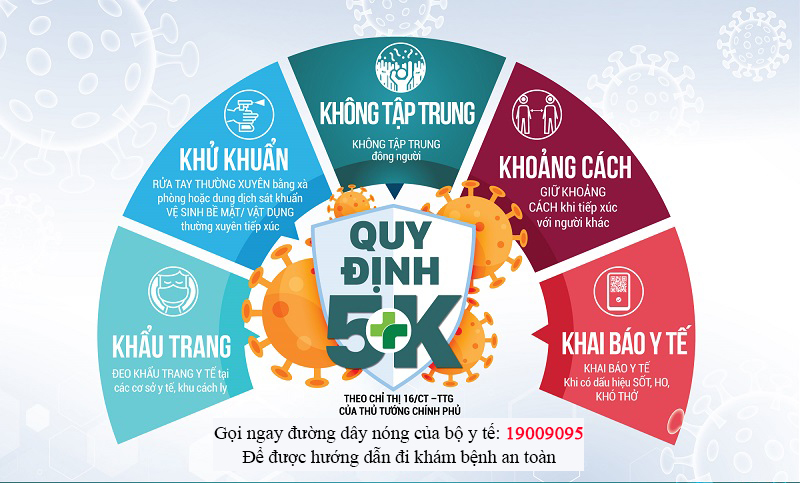 KHÔNG TẬP TRUNG
KHÔNG TẬP TRUNG
đông người
KHỬ KHUẨN
RỬA TAY THƯỜNG XUYÊN bằng xà
phòng hoặc dung dịch sát khuẩn
VỆ SINH BỀ MẶT/ VẬT DỤNG
thường xuyên tiếp xúc
KHOẢNG CÁCH
GIỮ KHOẢNG
CÁCH khi tiếp xúc
với người khác
KHẨU TRANG
ĐEO KHẨU TRANG Y TẾ tại
các cơ sở y tế, khu cách ly
QUY
ĐỊNH
5K
KHAI BÁO Y TẾ
KHAI BÁO Y TẾ
Khi có dấu hiệu SỐT, HO,
KHÓ THỞ
THEO CHỈ THỊ 16/CT –TTG
CỦA THỦ TƯỚNG CHÍNH PHỦ
Gọi ngay đường dây nóng của bộ y tế: 19009095
Để được hướng dẫn đi khám bệnh an toàn